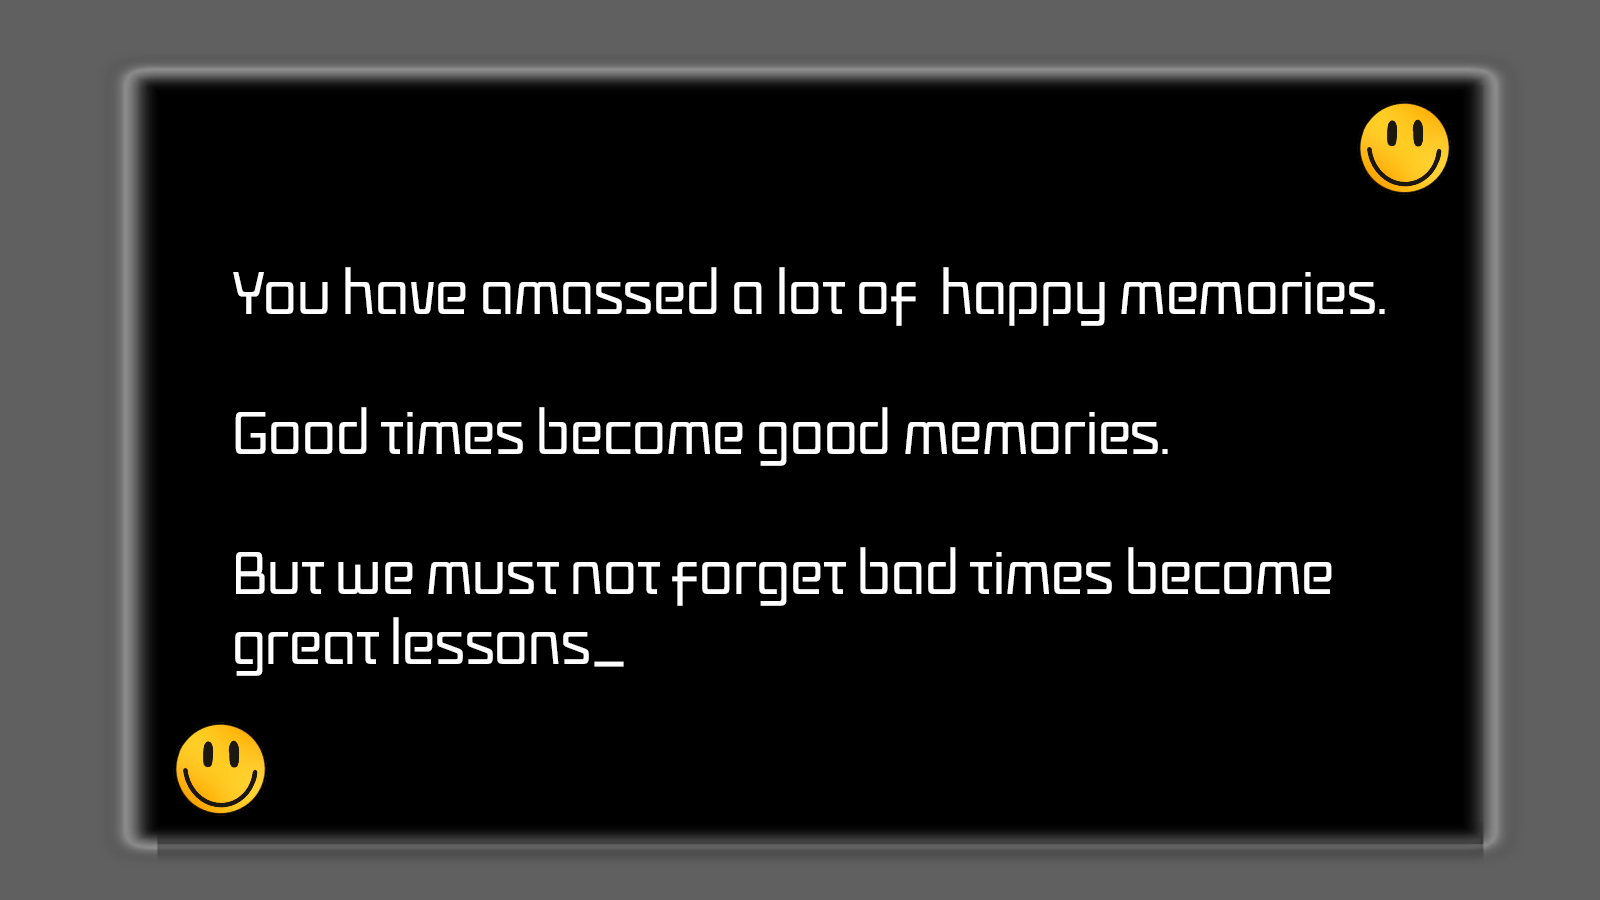 You have amassed a lot of  happy memories.
Good times become good memories.
But we must not forget bad times become
great lessons_